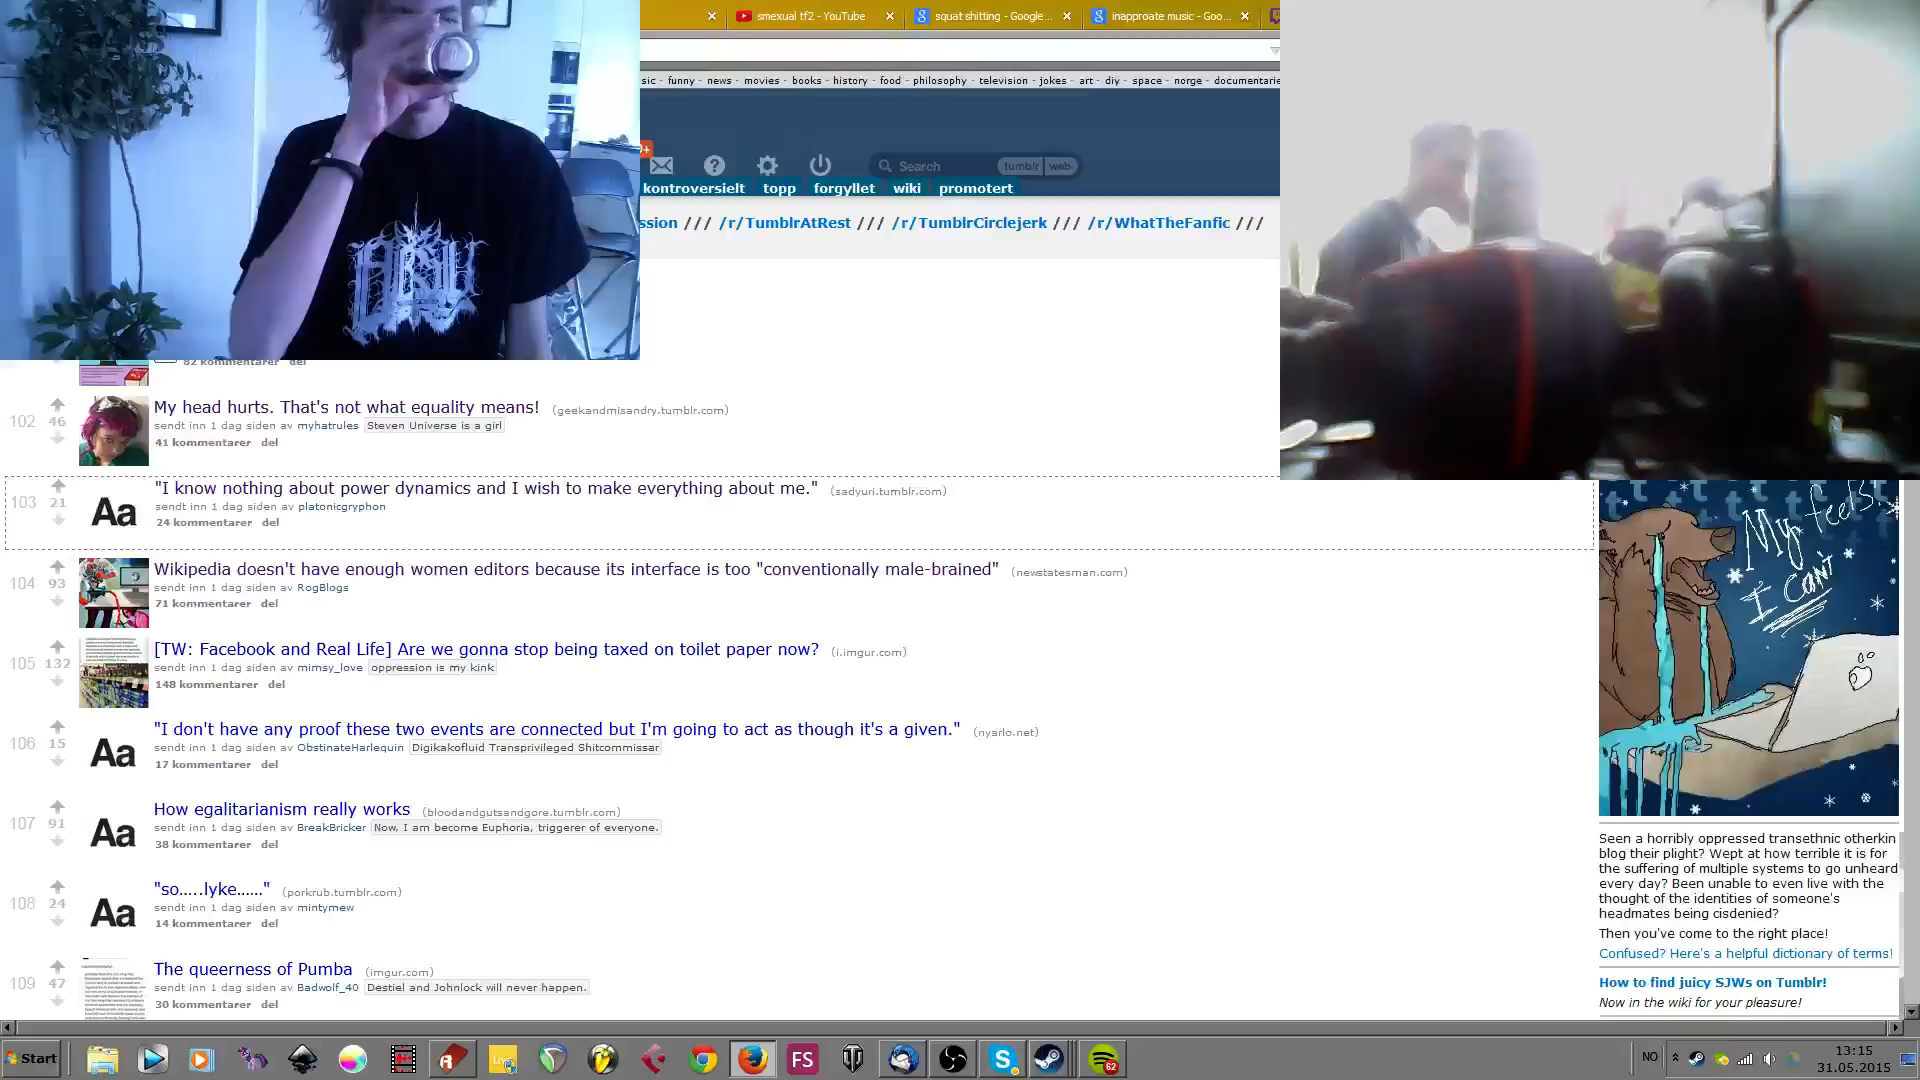 smexual tf2 - YouTube
squat shitting - Google...
inapproate music - Goo...
sic - funny - news - movies - books - history - food - philosophy - television - jokes - art - diy - space - norge - documentarie
Search
tumblr
web
kontroversielt topp forgyllet wiki promotert
ssion /// /r/TumblrAtRest /// /r/TumblrCirclejerk /// /r/WhatTheFanfic ///
82 kommentarer del
102
46
My head hurts. That's not what equality means! (geekandmisandry.tumblr.com)
sendt inn 1 dag siden av myhatrules Steven Universe is a girl
41 kommentarer del
103
21
Aa
"I know nothing about power dynamics and I wish to make everything about me." (sadyuri.tumblr.com)
sendt inn 1 dag siden av platonicgryphon
24 kommentarer del
104
93
Wikipedia doesn't have enough women editors because its interface is too "conventionally male-brained" (newstatesman.com)
sendt inn 1 dag siden av RogBlogs
71 kommentarer del
105
132
[TW: Facebook and Real Life] Are we gonna stop being taxed on toilet paper now? (i.imgur.com)
sendt inn 1 dag siden av mimsy_love oppression is my kink
148 kommentarer del
106
15
Aa
"I don't have any proof these two events are connected but I'm going to act as though it's a given." (nyarlo.net)
sendt inn 1 dag siden av ObstinateHarlequin Digikakofluid Transprivileged Shitcommissar
17 kommentarer del
107
91
Aa
How egalitarianism really works (bloodandgutsandgore.tumblr.com)
sendt inn 1 dag siden av BreakBricker Now, I am become Euphoria, triggerer of everyone.
38 kommentarer del
108
24
Aa
"so.....lyke......" (porkrub.tumblr.com)
sendt inn 1 dag siden av mintymew
14 kommentarer del
109
47
The queerness of Pumba (imgur.com)
sendt inn 1 dag siden av Badwolf_40 Destiel and Johnlock will never happen.
30 kommentarer del
My feels!
I CAN'T
Seen a horribly oppressed transethnic otherkin
blog their plight? Wept at how terrible it is for
the suffering of multiple systems to go unheard
every day? Been unable to even live with the
thought of the identities of someone's
headmates being cisdenied?
Then you've come to the right place!
Confused? Here's a helpful dictionary of terms!
How to find juicy SJWs on Tumblr!
Now in the wiki for your pleasure!
Start
FS
62
NO
13:15
31.05.2015